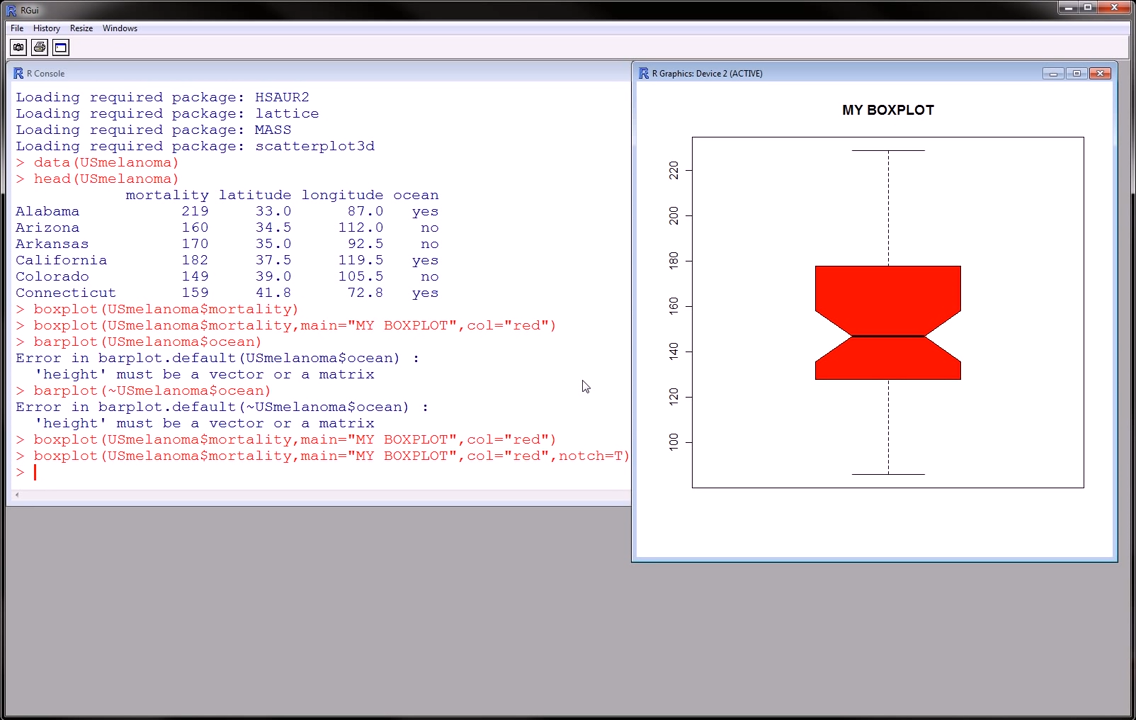 RGui
File History Resize Windows
R Console
Loading required package: HSAUR2
Loading required package: lattice
Loading required package: MASS
Loading required package: scatterplot3d
> data(USmelanoma)
> head(USmelanoma)
mortality latitude longitude ocean
Alabama 219 33.0 87.0 yes
Arizona 160 34.5 112.0 no
Arkansas 170 35.0 92.5 no
California 182 37.5 119.5 yes
Colorado 149 39.0 105.5 no
Connecticut 159 41.8 72.8 yes
> boxplot(USmelanoma$mortality)
> boxplot(USmelanoma$mortality,main="MY BOXPLOT",col="red")
> barplot(USmelanoma$ocean)
Error in barplot.default(USmelanoma$ocean) :
'height' must be a vector or a matrix
> barplot(~USmelanoma$ocean)
Error in barplot.default(~USmelanoma$ocean) :
'height' must be a vector or a matrix
> boxplot(USmelanoma$mortality,main="MY BOXPLOT",col="red")
> boxplot(USmelanoma$mortality,main="MY BOXPLOT",col="red",notch=T)
>
R Graphics: Device 2 (ACTIVE)
MY BOXPLOT
220
200
180
160
140
120
100